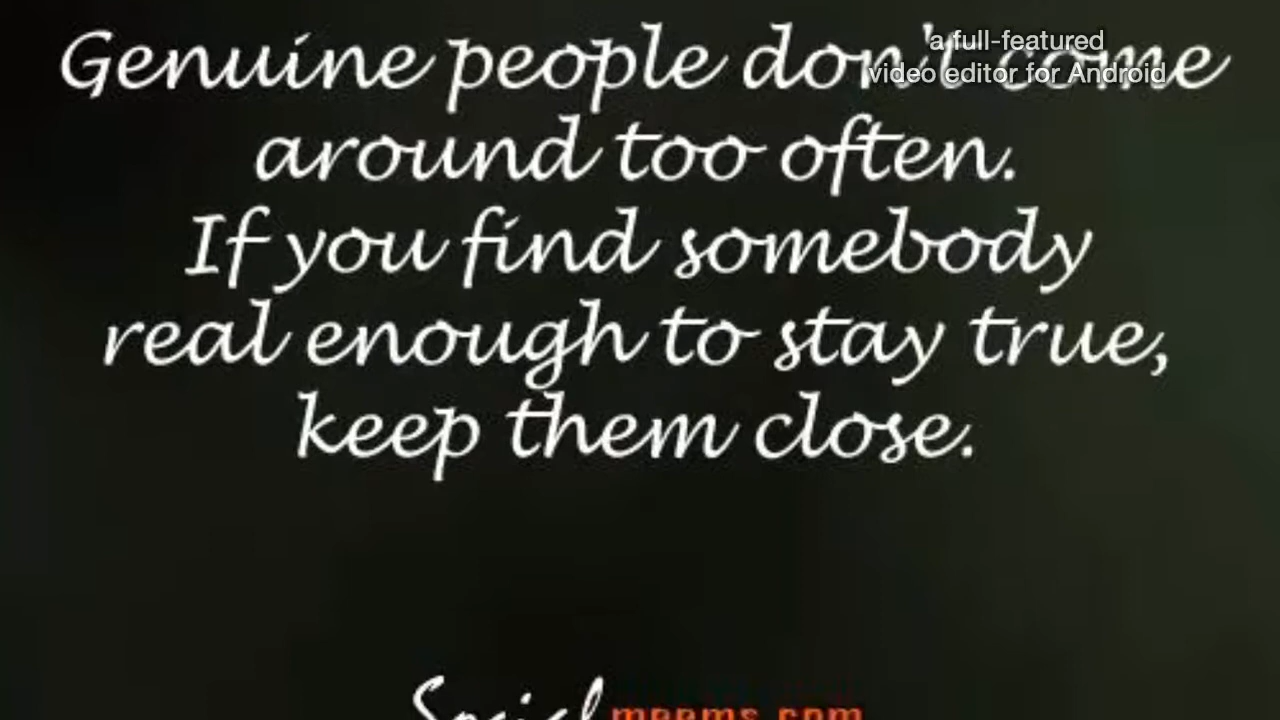 Genuine people don't come
around too often.
If you find somebody
real enough to stay true,
keep them close.
a full-featured
video editor for Android
Social